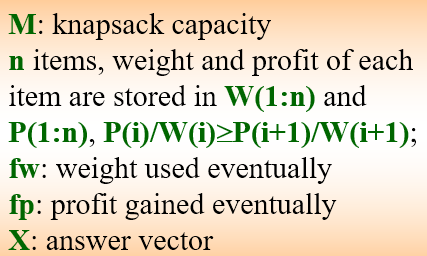 M: knapsack capacity
n items, weight and profit of each
item are stored in W(1:n) and
P(1:n), P(i)/W(i)≥P(i+1)/W(i+1);
fw: weight used eventually
fp: profit gained eventually
X: answer vector